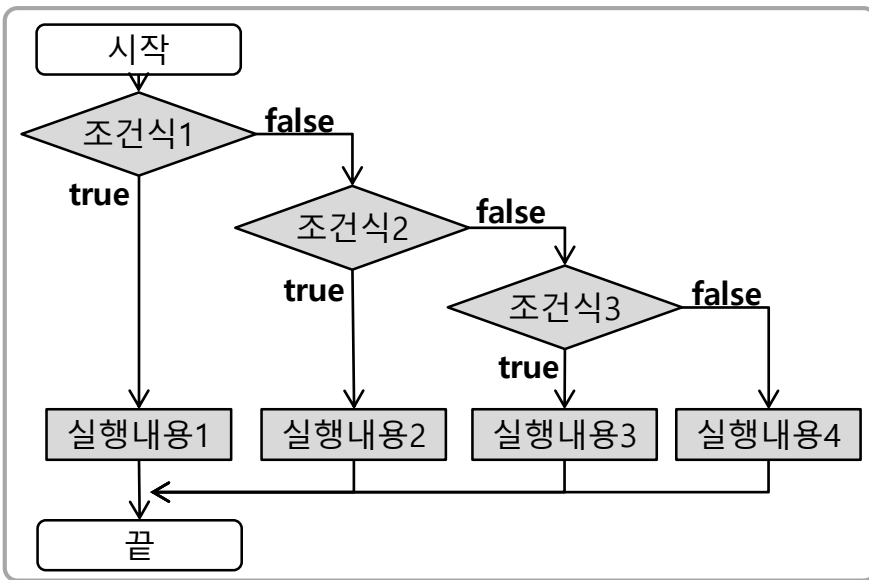 시작
조건식1
false
true
조건식2
false
true
조건식3
false
true
실행내용1
실행내용2
실행내용3
실행내용4
끝